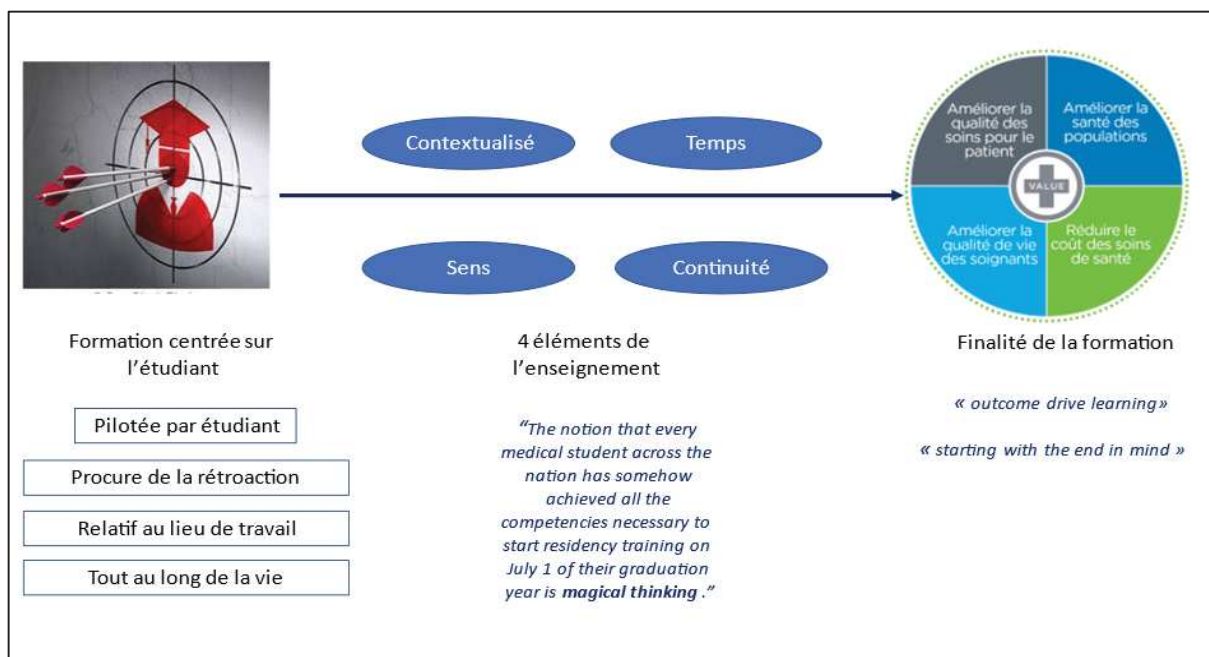 Contextualisé
Temps
Sens
Continuité
Améliorer la
qualité des
soins pour le
patient
Améliorer la
santé des
populations
VALUE
Améliorer la
qualité de vie
des soignants
Réduire le
coût des soins
de santé
Formation centrée sur
l'étudiant
Pilotée par étudiant
Procure de la rétroaction
Relatif au lieu de travail
Tout au long de la vie
4 éléments de
l'enseignement
"The notion that every
medical student across the
nation has somehow
achieved all the
competencies necessary to
start residency training on
July 1 of their graduation
year is magical thinking ."
Finalité de la formation
« outcome drive learning»
« starting with the end in mind »